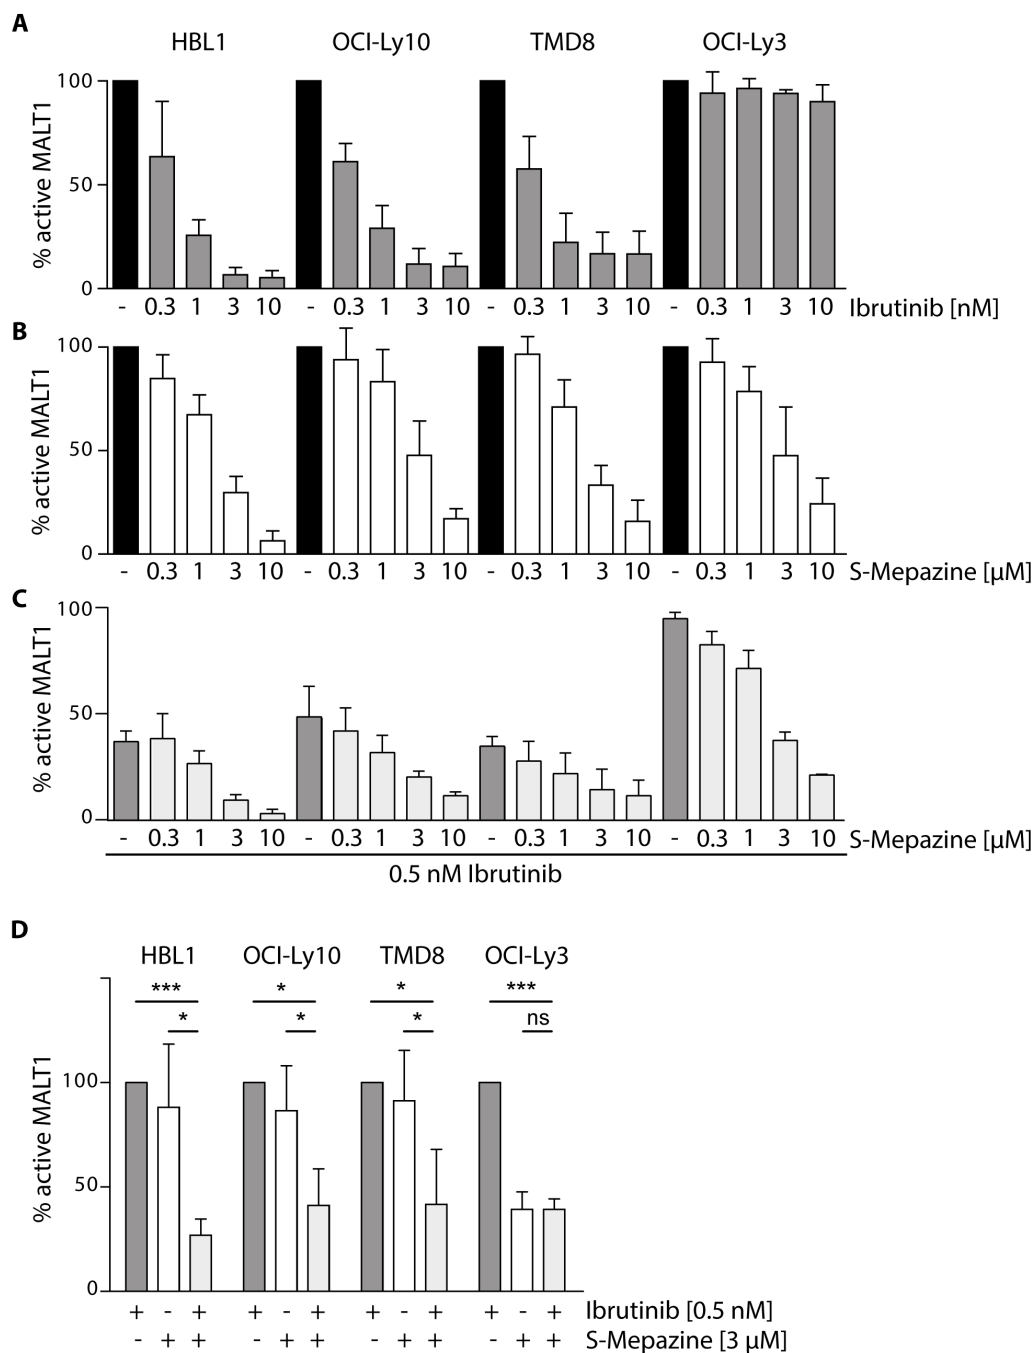 A
HBL1 OCI-Ly10 TMD8 OCI-Ly3
% active MALT1
100
50
0
- 0.3 1 3 10 - 0.3 1 3 10 - 0.3 1 3 10 - 0.3 1 3 10 Ibrutinib [nM]
B
% active MALT1
100
50
0
- 0.3 1 3 10 - 0.3 1 3 10 - 0.3 1 3 10 - 0.3 1 3 10 S-Mepazine [µM]
C
% active MALT1
100
50
0
- 0.3 1 3 10 - 0.3 1 3 10 - 0.3 1 3 10 - 0.3 1 3 10 S-Mepazine [µM]
0.5 nM Ibrutinib
D
HBL1 OCI-Ly10 TMD8 OCI-Ly3
*** * * ***
* * * ns
% active MALT1
100
50
0
+ - + + - + + - + + - + Ibrutinib [0.5 nM]
- + + - + + - + + - + + S-Mepazine [3 µM]